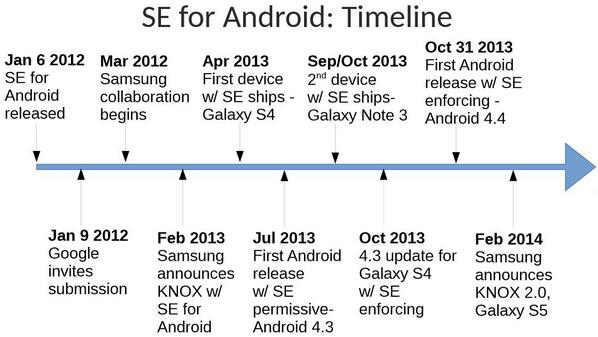 SE for Android: Timeline
Jan 6 2012
SE for
Android
released
Mar 2012
Samsung
collaboration
begins
Apr 2013
First device
w/ SE ships -
Galaxy S4
Sep/Oct 2013
2nd device
w/ SE ships-
Galaxy Note 3
Oct 31 2013
First Android
release w/ SE
enforcing -
Android 4.4
Jan 9 2012
Google
invites
submission
Feb 2013
Samsung
announces
KNOX w/
SE for
Android
Jul 2013
First Android
release
w/ SE
permissive-
Android 4.3
Oct 2013
4.3 update for
Galaxy S4
w/ SE
enforcing
Feb 2014
Samsung
announces
KNOX 2.0,
Galaxy S5